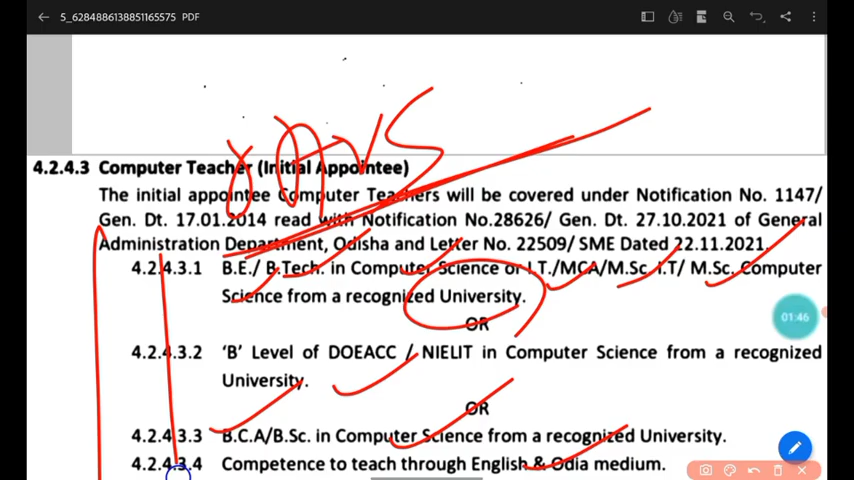 5_6284886138851165575 PDF
4.2.4.3 Computer Teacher (Initial Appointee)
The initial appointee Computer Teachers will be covered under Notification No. 1147/
Gen. Dt. 17.01.2014 read with Notification No.28626/ Gen. Dt. 27.10.2021 of General
Administration Department, Odisha and Letter No. 22509/ SME Dated 22.11.2021.
4.2.4.3.1 B.E./ B.Tech. in Computer Science or I.T./MCA/M.Sc. I.T/ M.Sc. Computer
Science from a recognized University.
OR
4.2.4.3.2 'B' Level of DOEACC / NIELIT in Computer Science from a recognized
University.
OR
4.2.4.3.3 B.C.A/B.Sc. in Computer Science from a recognized University.
4.2.4.3.4 Competence to teach through English & Odia medium.
01:46